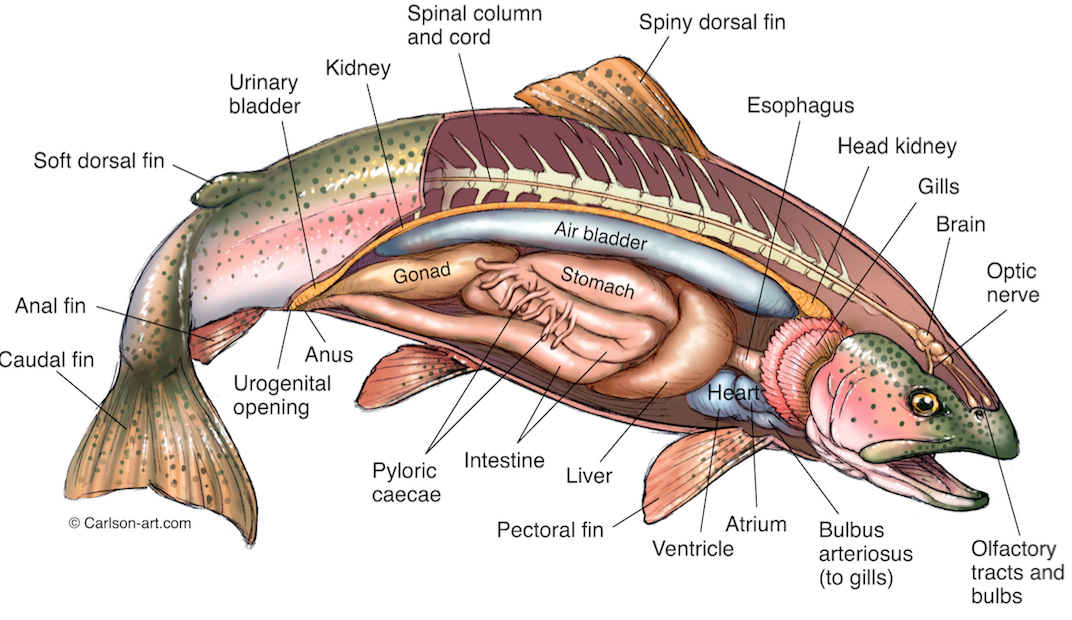 Spinal column
and cord
Spiny dorsal fin
Kidney
Urinary
bladder
Esophagus
Head kidney
Soft dorsal fin
Gills
Brain
Air bladder
Optic
nerve
Gonad
Stomach
Anal fin
Anus
Caudal fin
Urogenital
opening
Heart
Pyloric
caecae
Intestine
Liver
© Carlson-art.com
Pectoral fin
Ventricle
Atrium
Bulbus
arteriosus
(to gills)
Olfactory
tracts and
bulbs